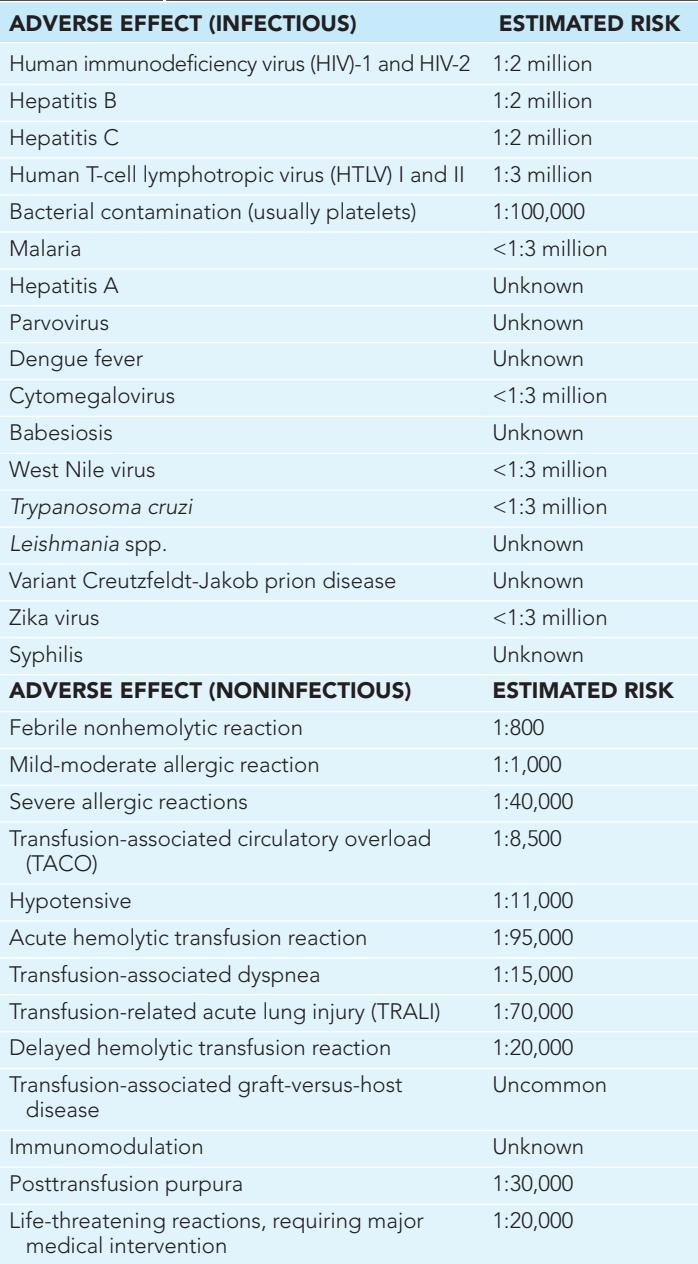 ADVERSE EFFECT (INFECTIOUS) ESTIMATED RISK
Human immunodeficiency virus (HIV)-1 and HIV-2 1:2 million
Hepatitis B 1:2 million
Hepatitis C 1:2 million
Human T-cell lymphotropic virus (HTLV) I and II 1:3 million
Bacterial contamination (usually platelets) 1:100,000
Malaria <1:3 million
Hepatitis A Unknown
Parvovirus Unknown
Dengue fever Unknown
Cytomegalovirus <1:3 million
Babesiosis Unknown
West Nile virus <1:3 million
Trypanosoma cruzi <1:3 million
Leishmania spp. Unknown
Variant Creutzfeldt-Jakob prion disease Unknown
Zika virus <1:3 million
Syphilis Unknown
ADVERSE EFFECT (NONINFECTIOUS) ESTIMATED RISK
Febrile nonhemolytic reaction 1:800
Mild-moderate allergic reaction 1:1,000
Severe allergic reactions 1:40,000
Transfusion-associated circulatory overload 1:8,500
(TACO)
Hypotensive 1:11,000
Acute hemolytic transfusion reaction 1:95,000
Transfusion-associated dyspnea 1:15,000
Transfusion-related acute lung injury (TRALI) 1:70,000
Delayed hemolytic transfusion reaction 1:20,000
Transfusion-associated graft-versus-host Uncommon
disease
Immunomodulation Unknown
Posttransfusion purpura 1:30,000
Life-threatening reactions, requiring major 1:20,000
medical intervention